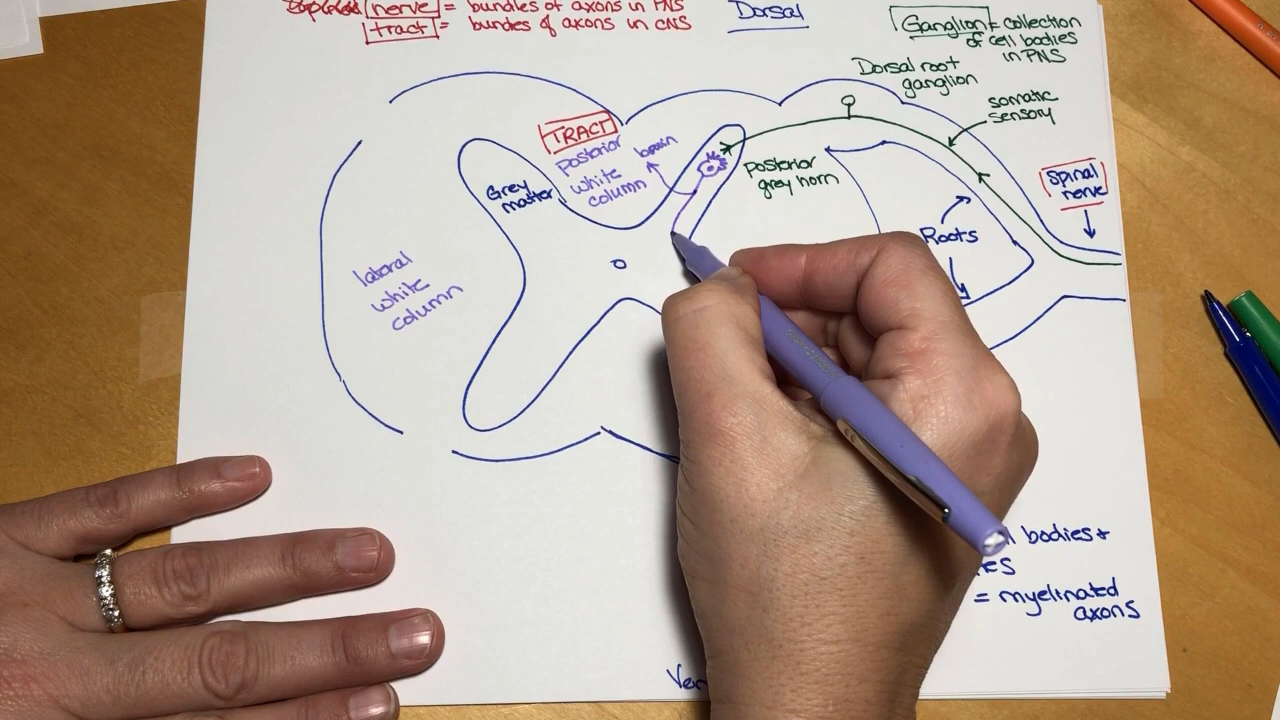 nerve = bundles of axons in PNS
tract = bundles of axons in CNS
Dorsal
Ganglion = collection
of cell bodies
in PNS
Dorsal root
ganglion
somatic
sensory
TRACT
posterior
white
column
brain
Grey
matter
posterior
grey horn
Spinal
nerve
Roots
lateral
white
column
bodies +
= myelinated
axons
Ven